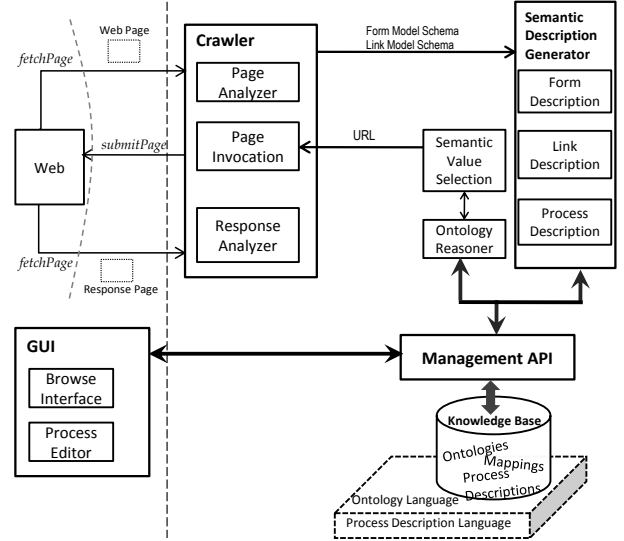 Web Page
fetchPage
Crawler
Page
Analyzer
Form Model Schema
Link Model Schema
Semantic
Description
Generator
Form
Description
Web
submitPage
Page
Invocation
URL
Semantic
Value
Selection
Link
Description
Response
Analyzer
Ontology
Reasoner
Process
Description
fetchPage
Response Page
GUI
Browse
Interface
Process
Editor
Management API
Knowledge Base
Ontologies
Mappings
Process
Descriptions
Ontology Language
Process Description Language